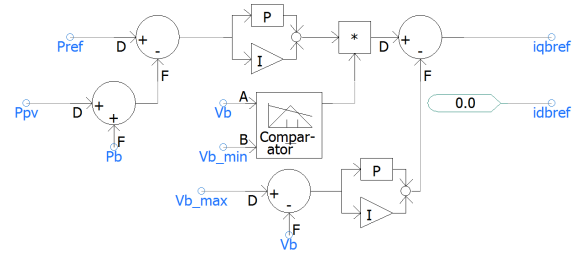 P
Pref
D
+
-
F
I
*
D
+
-
F
iqbref
Ppv
D
+
+
F
Pb
A
Vb
B
Vb_min
Compar-
ator
0.0
idbref
Vb_max
D
+
-
F
Vb
P
I